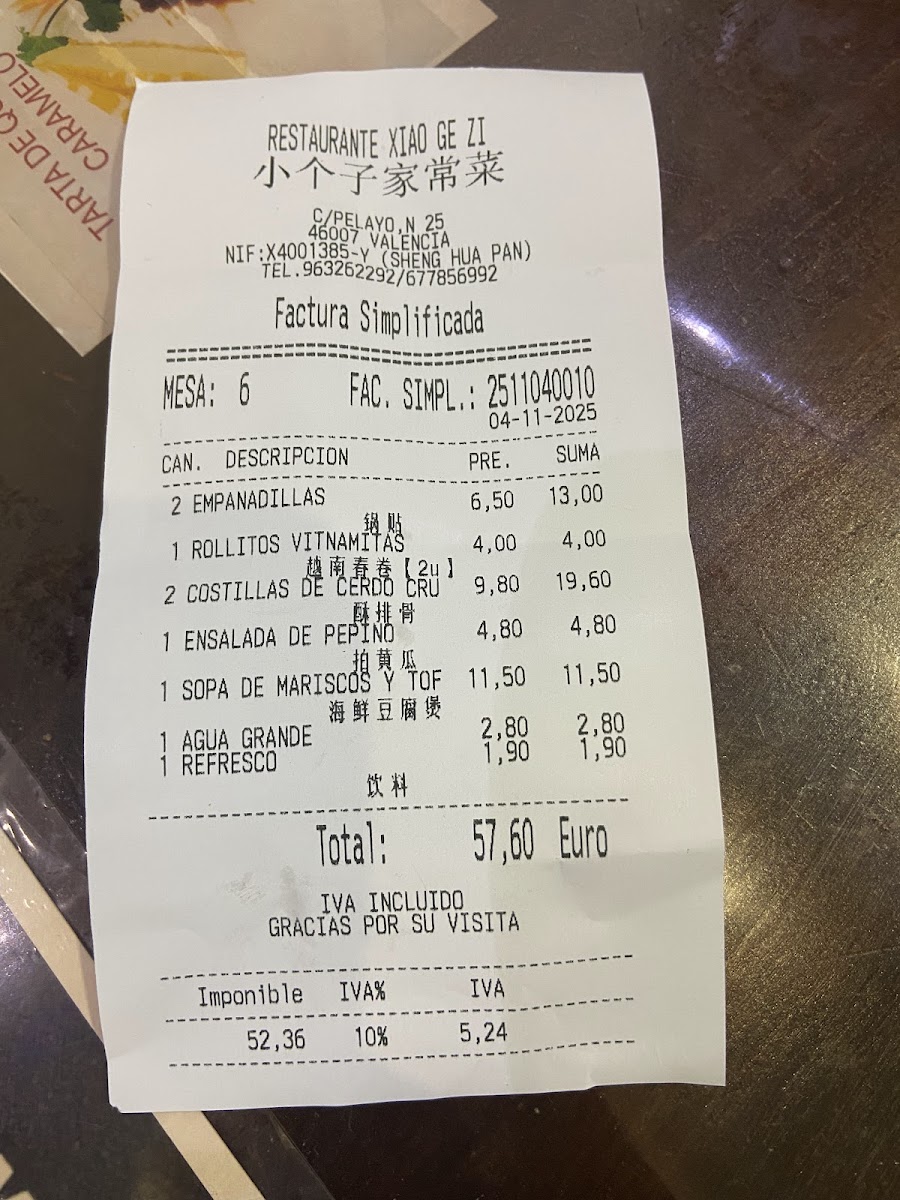 TARTA DE QU
CARAMELO
RESTAURANTE XIAO GE ZI
小个子家常菜
C/PELAYO,N 25
46007 VALENCIA
NIF:X4001385-Y (SHENG HUA PAN)
TEL.963262292/677856992
Factura Simplificada
MESA: 6 FAC. SIMPL.: 2511040010
04-11-2025
CAN. DESCRIPCION PRE. SUMA
2 EMPANADILLAS 6,50 13,00
锅贴
1 ROLLITOS VITNAMITAS 4,00 4,00
越南春卷【2u】
2 COSTILLAS DE CERDO CRU 9,80 19,60
酥排骨
1 ENSALADA DE PEPINO 4,80 4,80
拍黄瓜
1 SOPA DE MARISCOS Y TOF 11,50 11,50
海鲜豆腐煲
1 AGUA GRANDE 2,80 2,80
1 REFRESCO 1,90 1,90
饮料
Total: 57,60 Euro
IVA INCLUIDO
GRACIAS POR SU VISITA
Imponible IVA% IVA
52,36 10% 5,24